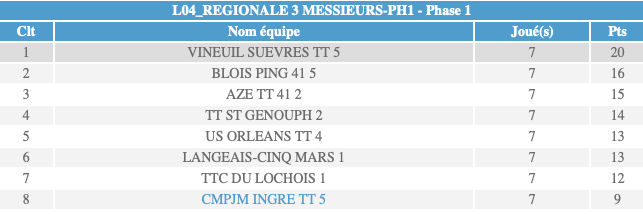 L04_REGIONALE 3 MESSIEURS-PH1 - Phase 1
Clt Nom équipe Joué(s) Pts
1 VINEUIL SUEVRES TT 5 7 20
2 BLOIS PING 41 5 7 16
3 AZE TT 41 2 7 15
4 TT ST GENOUPH 2 7 14
5 US ORLEANS TT 4 7 13
6 LANGEAIS-CINQ MARS 1 7 13
7 TTC DU LOCHOIS 1 7 12
8 CMPJM INGRE TT 5 7 9